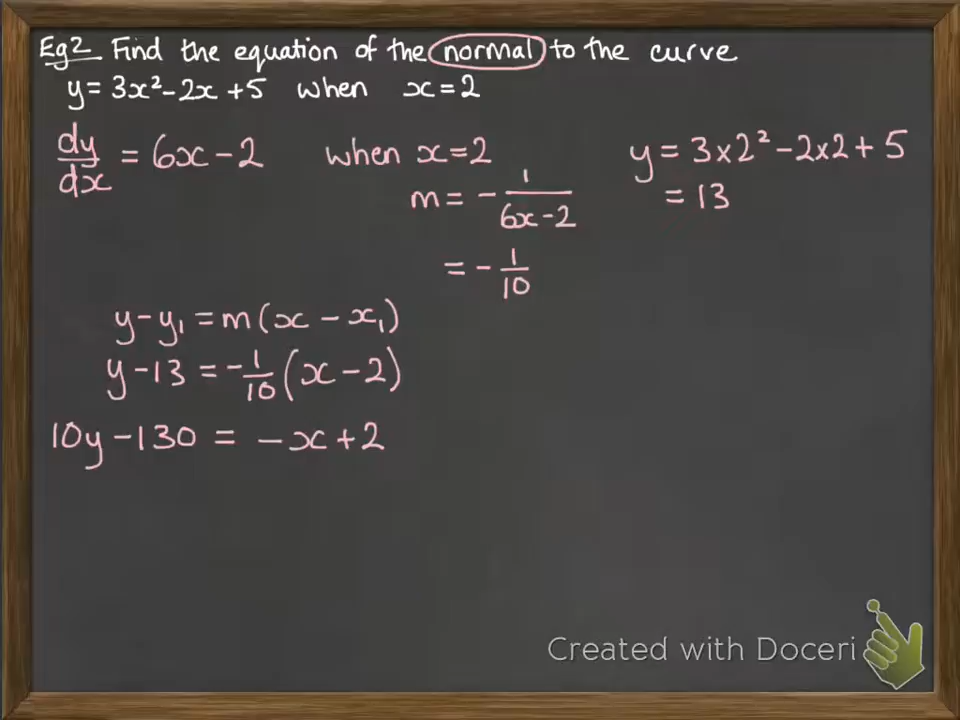 Eg2 Find the equation of the normal to the curve
y = 3x² - 2x + 5 when x = 2
dy/dx = 6x - 2 when x = 2 y = 3 x 2² - 2 x 2 + 5
m = - 1/(6x - 2) = 13
= - 1/10
y - y₁ = m (x - x₁)
y - 13 = - 1/10 (x - 2)
10y - 130 = - x + 2
Created with Doceri